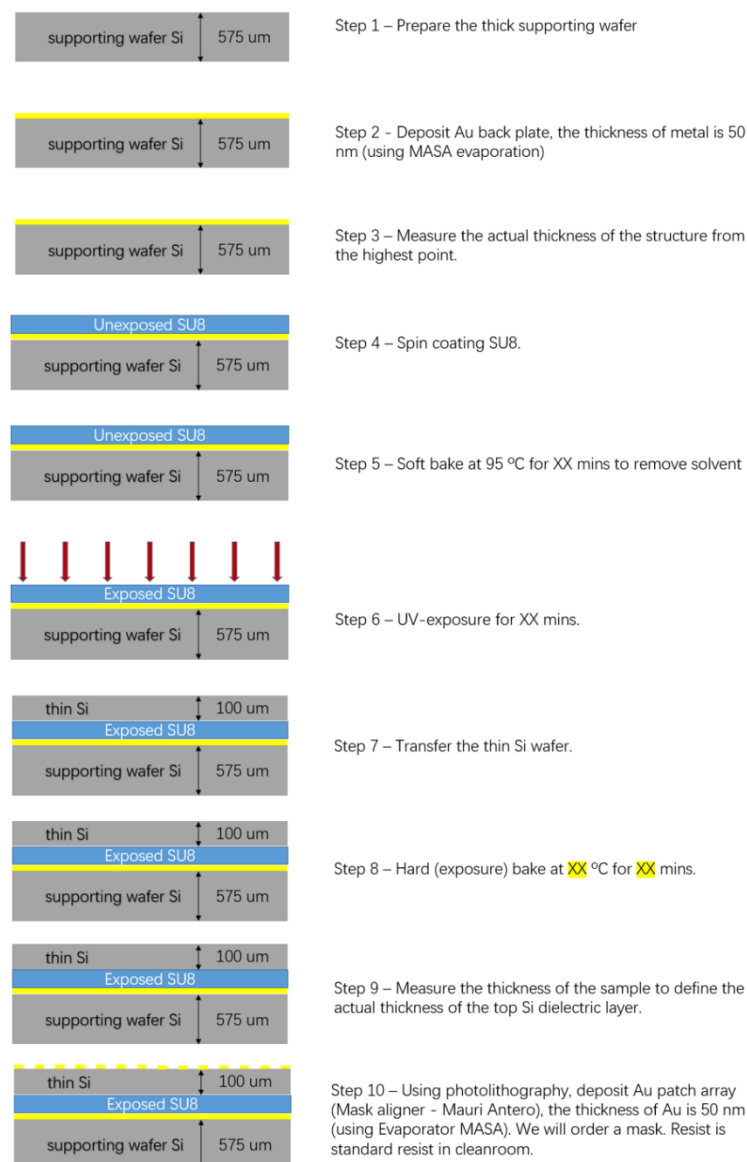 supporting wafer Si 575 um
Step 1 – Prepare the thick supporting wafer
supporting wafer Si 575 um
Step 2 - Deposit Au back plate, the thickness of metal is 50
nm (using MASA evaporation)
supporting wafer Si 575 um
Step 3 – Measure the actual thickness of the structure from
the highest point.
Unexposed SU8
supporting wafer Si 575 um
Step 4 – Spin coating SU8.
Unexposed SU8
supporting wafer Si 575 um
Step 5 – Soft bake at 95 ºC for XX mins to remove solvent
Exposed SU8
supporting wafer Si 575 um
Step 6 – UV-exposure for XX mins.
thin Si 100 um
Exposed SU8
supporting wafer Si 575 um
Step 7 – Transfer the thin Si wafer.
thin Si 100 um
Exposed SU8
supporting wafer Si 575 um
Step 8 – Hard (exposure) bake at XX ºC for XX mins.
thin Si 100 um
Exposed SU8
supporting wafer Si 575 um
Step 9 – Measure the thickness of the sample to define the
actual thickness of the top Si dielectric layer.
thin Si 100 um
Exposed SU8
supporting wafer Si 575 um
Step 10 – Using photolithography, deposit Au patch array
(Mask aligner - Mauri Antero), the thickness of Au is 50 nm
(using Evaporator MASA). We will order a mask. Resist is
standard resist in cleanroom.